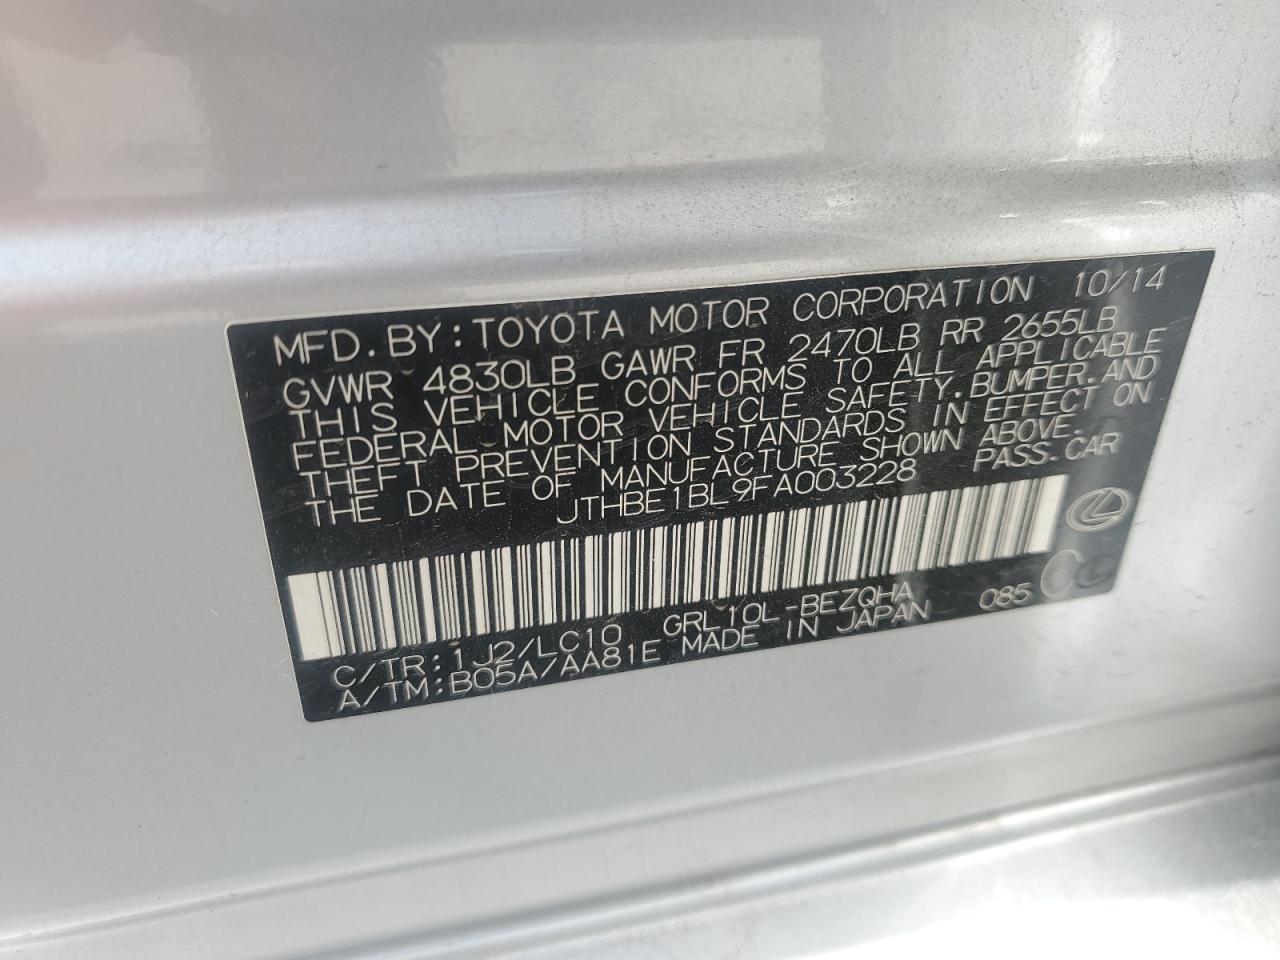 MFD.BY:TOYOTA MOTOR CORPORATION 10/14
GVWR 4830LB GAWR FR 2470LB RR 2655LB
THIS VEHICLE CONFORMS TO ALL APPLICABLE
FEDERAL MOTOR VEHICLE SAFETY,BUMPER,AND
THEFT PREVENTION STANDARDS IN EFFECT ON
THE DATE OF MANUFACTURE SHOWN ABOVE.
JTHBE1BL9FA003228 PASS.CAR
C/TR:1J2/LC10 GRL10L-BEZQHA 085
A/TM:B05A/AA81E MADE IN JAPAN